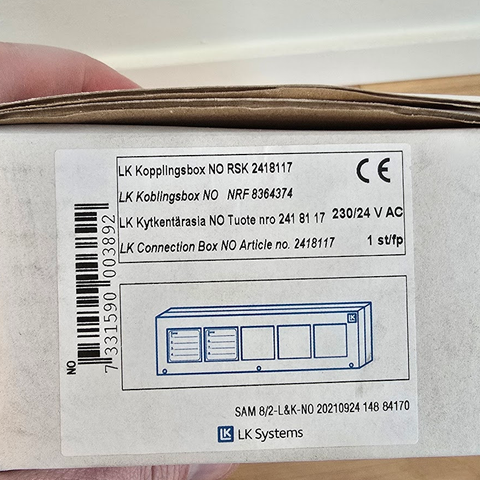 LK Kopplingsbox NO RSK 2418117
LK Koblingsbox NO NRF 8364374
LK Kytkentärasia NO Tuote nro 241 81 17
LK Connection Box NO Article no. 2418117
CE
230/24 V AC
1 st/fp
NO
7 331590 003892
LK
SAM 8/2-L&K-NO 20210924 148 84170
LK LK Systems